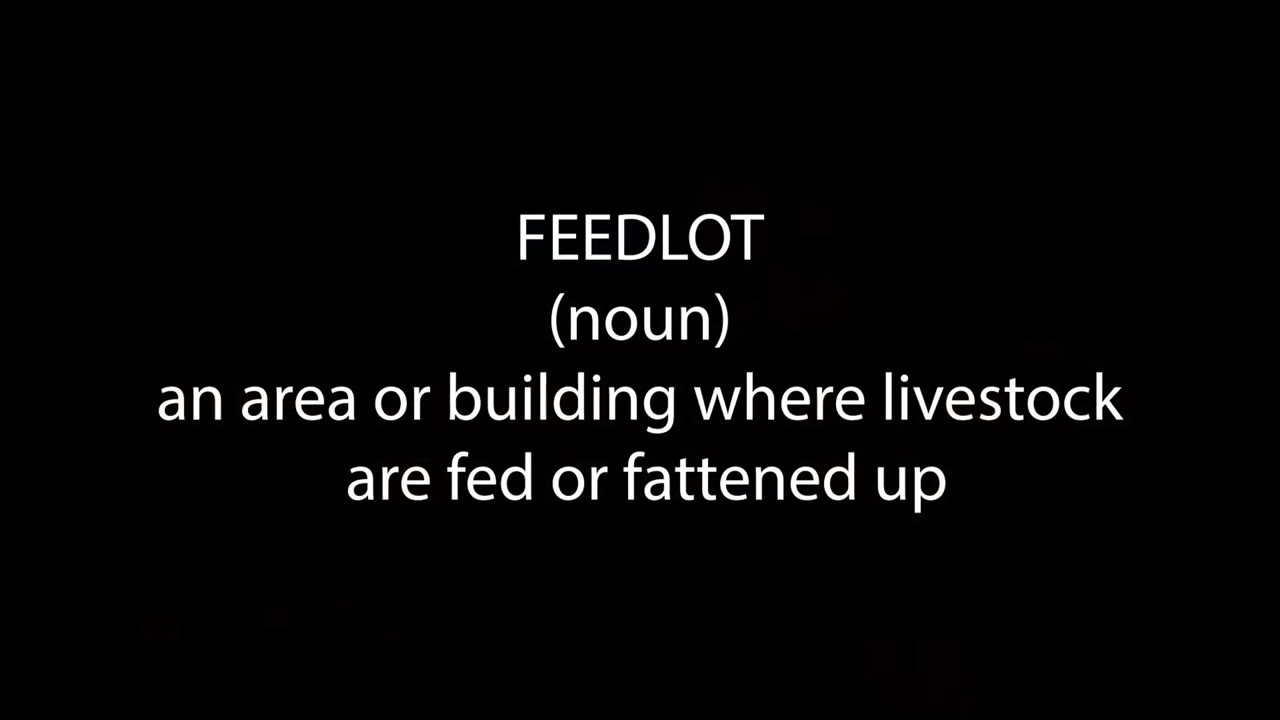 FEEDLOT
(noun)
an area or building where livestock
are fed or fattened up